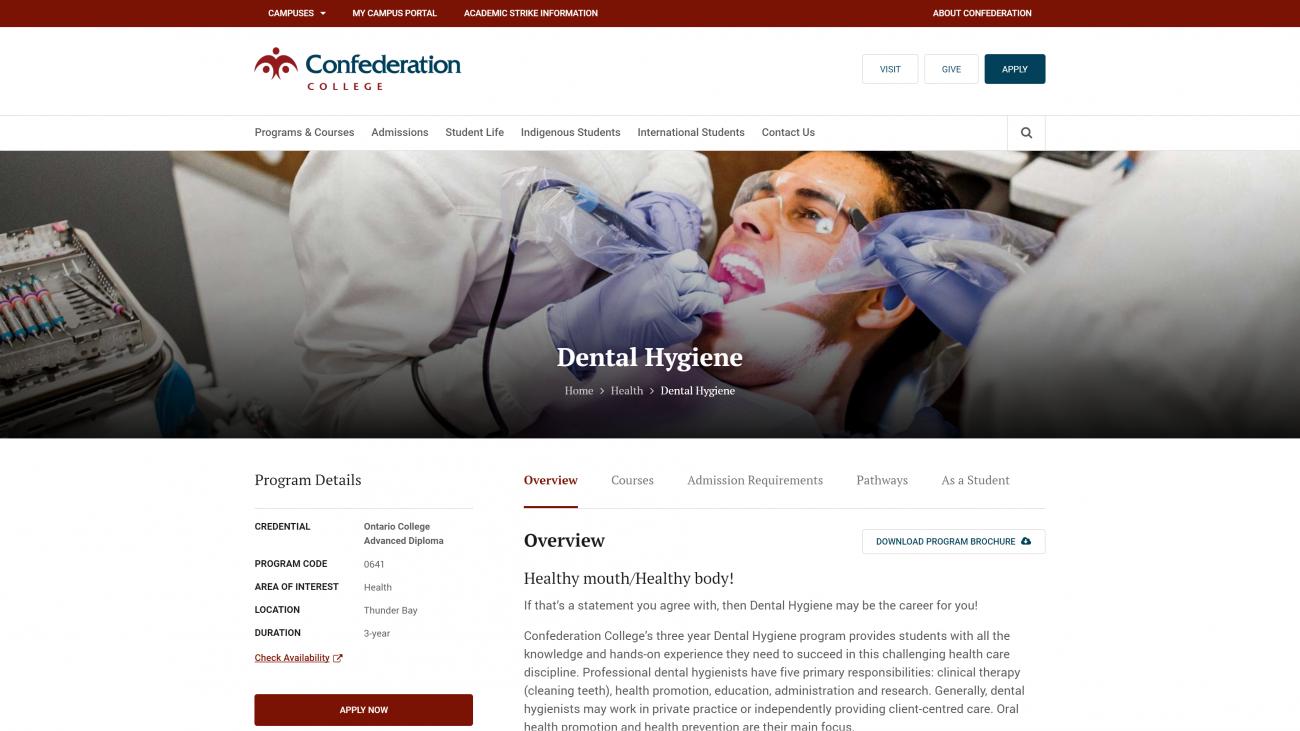 CAMPUSES MY CAMPUS PORTAL ACADEMIC STRIKE INFORMATION ABOUT CONFEDERATION
Confederation
COLLEGE
VISIT GIVE APPLY
Programs & Courses Admissions Student Life Indigenous Students International Students Contact Us
Dental Hygiene
Home > Health > Dental Hygiene
Program Details
CREDENTIAL Ontario College
Advanced Diploma
PROGRAM CODE 0641
AREA OF INTEREST Health
LOCATION Thunder Bay
DURATION 3-year
Check Availability
APPLY NOW
Overview Courses Admission Requirements Pathways As a Student
Overview
DOWNLOAD PROGRAM BROCHURE
Healthy mouth/Healthy body!
If that's a statement you agree with, then Dental Hygiene may be the career for you!
Confederation College's three year Dental Hygiene program provides students with all the
knowledge and hands-on experience they need to succeed in this challenging health care
discipline. Professional dental hygienists have five primary responsibilities: clinical therapy
(cleaning teeth), health promotion, education, administration and research. Generally, dental
hygienists may work in private practice or independently providing client-centred care. Oral
health promotion and health prevention are their main focus.